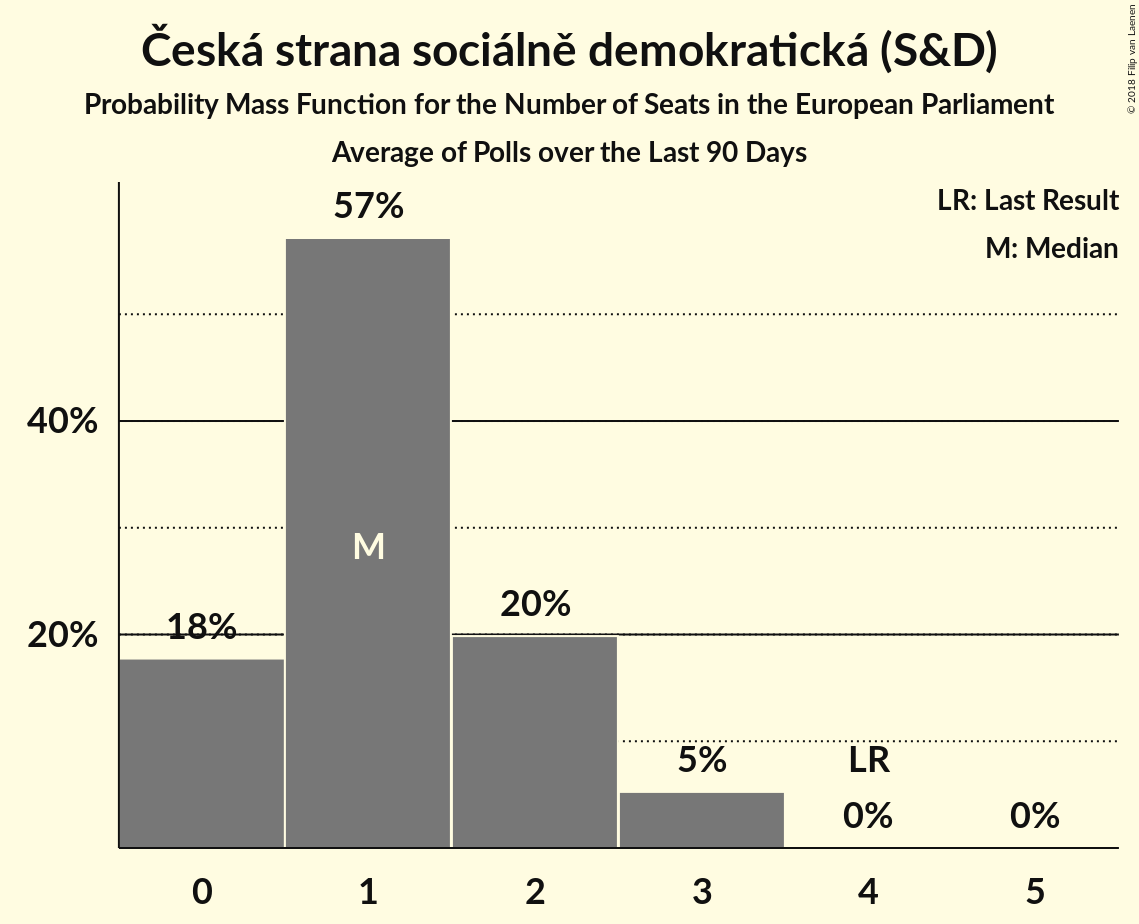 Česká strana sociálně demokratická (S&D)
Probability Mass Function for the Number of Seats in the European Parliament
Average of Polls over the Last 90 Days
© 2018 Filip van Laenen
LR: Last Result
M: Median
57%
40%
M
20%
18%
20%
5%
LR
0%
0%
0 1 2 3 4 5